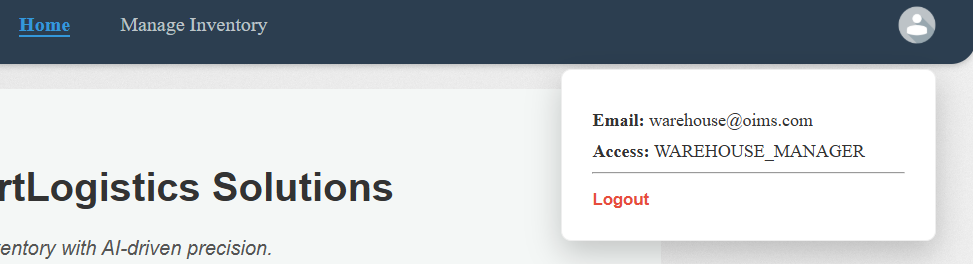 Home Manage Inventory
Email: warehouse@oims.com
Access: WAREHOUSE_MANAGER
Logout
rtLogistics Solutions
entory with AI-driven precision.